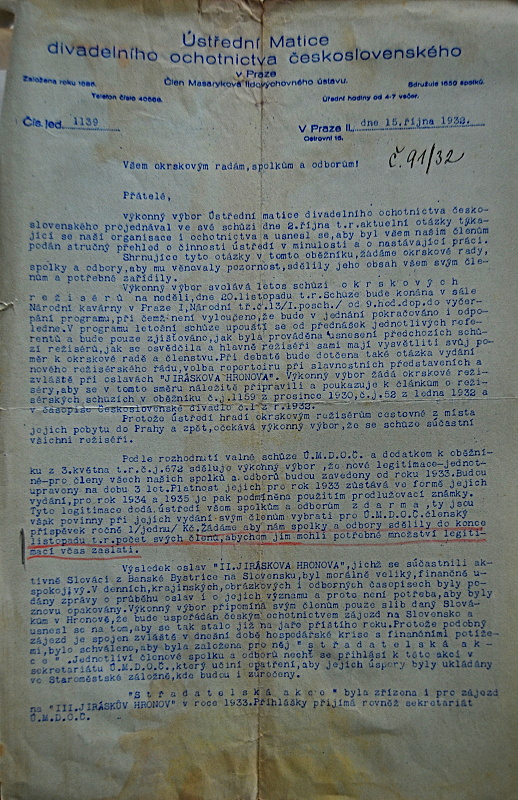 Ústřední Matice
divadelního ochotnictva československého
v Praze
Založena roku 1885.
Člen Masarykova lidovýchovného ústavu.
Sdružuje 1650 spolků.
Telefon číslo 40666.
Úřední hodiny od 4-7 večer.
Čís. jed. 1139
V Praze II., dne 15.října 1932.
Ostrovní 16.
č. 91/32
Všem okrskovým radám,spolkům a odborům!
Přátelé,
výkonný výbor Ústřední matice divadelního ochotnictva česko-
slovenského projednával ve své schůzi dne 2.října t.r.aktuelní otázky týka-
jící se naší organisace i ochotnictva a usnesl se,aby byl všem našim členům
podán stručný přehled o činnosti ústředí v minulosti a o nastávající práci.
Shrnujíce tyto otázky v tomto oběžníku,žádáme okrskové rady,
spolky a odbory,aby mu věnovaly pozornost,sdělily jeho obsah všem svým čle-
nům a potřebné zařídily.
Výkonný výbor svolává letos schůzi o k r s k o v ý c h
r e ž i s é r ů na neděli,dne 20.listopadu t.r.Schůze bude konána v sále
Národní kavárny v Praze I,Národní tř.č.13/I.posch./ od 9.hod.dop.do vyčer-
pání programu,při čemž není vyloučeno,že bude v jednání pokračováno i odpo-
ledne.V programu letošní schůze upouští se od přednášek jednotlivých refe-
rentů a bude pouze zjišťováno,jak byla prováděna usnesení předchozích schů-
zí režisérů,jak se osvědčila a hlavně režiséři sami mají vysvětliti svůj po-
měr k okrskové radě a členstvu.Při debatě bude dotčena také otázka vydání
nového režisérského řádu,volba repertoiru při slavnostních představeních a
zvláště při oslavách "JIRÁSKOVA HRONOVA". Výkonný výbor žádá okrskové reži-
séry,aby se v tomto směru náležitě připravili a poukazuje k článkům o reži-
sérských schůzích v oběžníku č.j.1159 z prosince 1930,č.j.52 z ledna 1932 a
v časopise Československé divadlo č.1 z r.1932.
Protože ústředí hradí okrskovým režisérům cestovné z místa
jejich pobytu do Prahy a zpět,očekává výkonný výbor,že se schůze súčastní
všichni režiséři.
Podle rozhodnutí valné schůze Ú.M.D.O.Č. a dodatkem k oběžní-
ku z 3.května t.r.č.j.672 sděluje výkonný výbor,že nové legitimace-jednot-
né-pro členy všech našich spolků a odborů budou zavedeny od roku 1933.Budou
upraveny na dobu 3 let.Platnost jejich pro rok 1933 zůstává ve formě jejich
vydání,pro rok 1934 a 1935 je pak podmíněna použitím prodlužovací známky.
Tyto legitimace dodá ústředí všem spolkům a odborům z d a r m a ,ty jsou
však povinny při jejich vydání svým členům vybrati pro Ú.M.D.O.Č.členský
příspěvek ročně 1/jednu/ Kč.Žádáme aby nám spolky a odbory sdělily do konce
listopadu t.r.počet svých členů,abychom jim mohli potřebné množství legiti-
mací včas zaslati.
Výsledek oslav "II.JIRÁSKOVA HRONOVA",jichž se súčastnili ak-
tivně Slováci z Banské Bystrice na Slovensku,byl morálně veliký,finančně u-
spokojivý.V denních,krajinských,obrázkových i odborných časopisech byly po-
dány zprávy o průběhu oslav i o jejich významu a proto není potřeba,aby byly
znovu opakovány.Výkonný výbor připomíná svým členům pouze slib daný Slová-
kům v Hronově,že bude uspořádán českým ochotnictvem zájezd na Slovensko a
usnesl se na tom,aby se tak stalo již na jaře příštího roku.Protože podobný
zájezd je spojen zvláště v dnešní době hospodářské krise s finančními potíže-
mi,bylo schváleno,aby byla založena pro něj " s t ř a d a t e l s k á a k-
c e" .Jednotliví členové spolku a odborů nechť se přihlásí k této akci v
sekretariátu Ú.M.D.O.Č.,který učiní opatření,aby jejich úspory byly ukládány
ve Staroměstské záložně,kde budou i zúročeny.
"S t ř a d a t e l s k á a k c e " byla zřízena i pro zájezd
na "III.JIRÁSKŮV HRONOV" v roce 1933.Přihlášky přijímá rovněž sekretariát
Ú.M.D.O.Č.